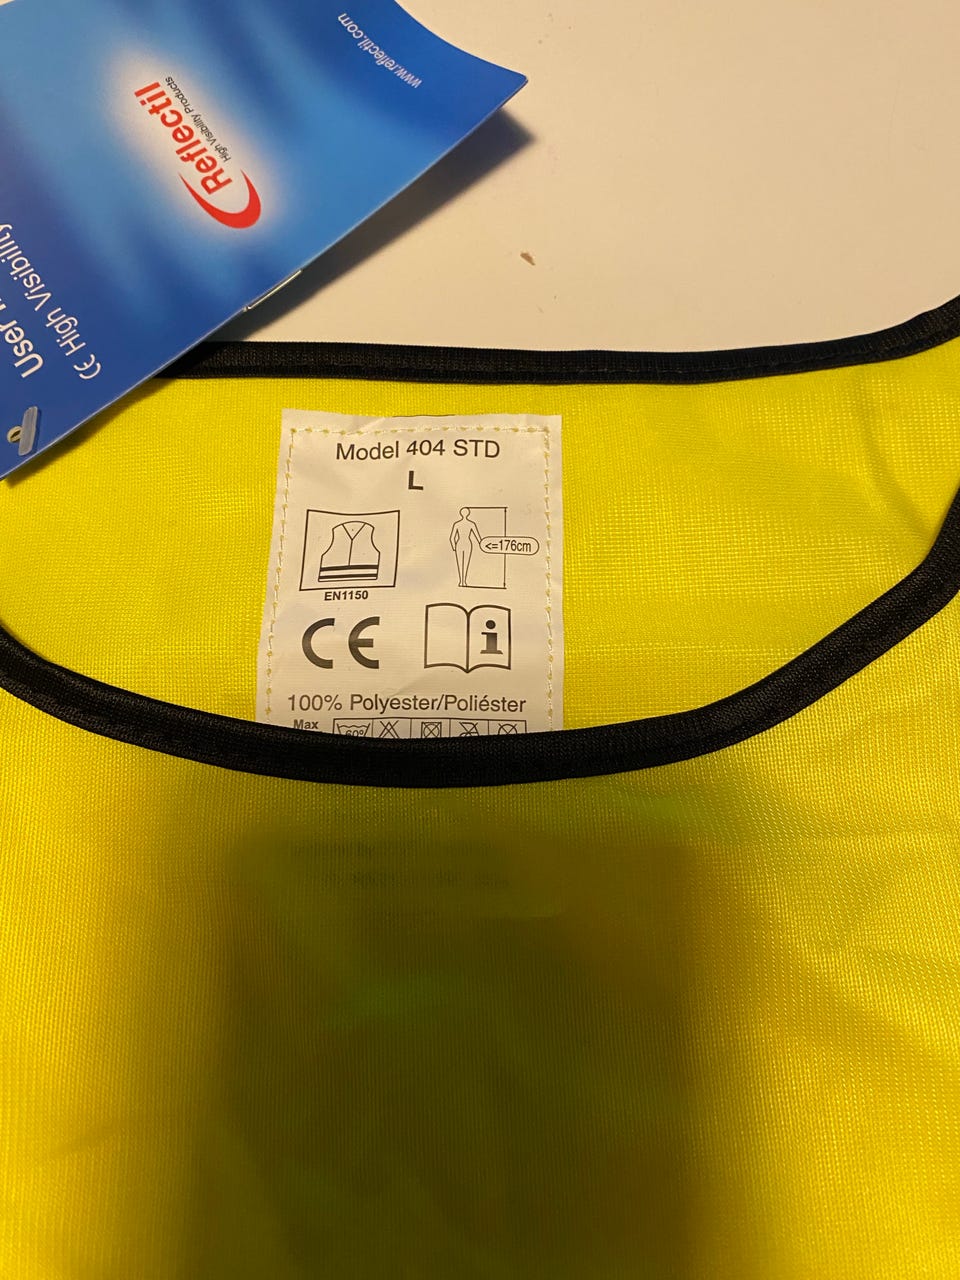 www.reflectil.com
Reflectil
High Visibility Products
User
CE High Visibility
Model 404 STD
L
<=176cm
EN1150
CE
i
100% Polyester/Poliéster
Max
60°